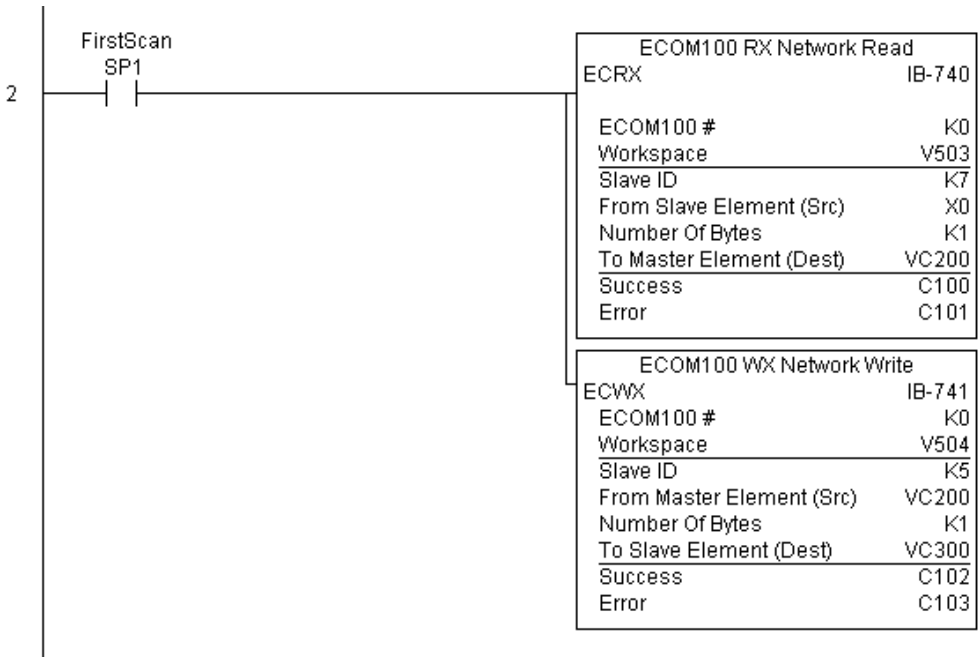 FirstScan
SP1
2
ECOM100 RX Network Read
ECRX IB-740
ECOM100 # K0
Workspace V503
Slave ID K7
From Slave Element (Src) X0
Number Of Bytes K1
To Master Element (Dest) VC200
Success C100
Error C101
ECOM100 WX Network Write
ECWX IB-741
ECOM100 # K0
Workspace V504
Slave ID K5
From Master Element (Src) VC200
Number Of Bytes K1
To Slave Element (Dest) VC300
Success C102
Error C103